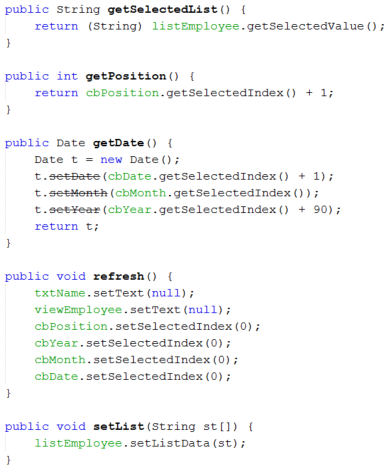 public String getSelectedList() {
    return (String) listEmployee.getSelectedValue();
}
public int getPosition() {
    return cbPosition.getSelectedIndex() + 1;
}
public Date getDate() {
    Date t = new Date();
    t.setDate(cbDate.getSelectedIndex() + 1);
    t.setMonth(cbMonth.getSelectedIndex());
    t.setYear(cbYear.getSelectedIndex() + 90);
    return t;
}
public void refresh() {
    txtName.setText(null);
    viewEmployee.setText(null);
    cbPosition.setSelectedIndex(0);
    cbYear.setSelectedIndex(0);
    cbMonth.setSelectedIndex(0);
    cbDate.setSelectedIndex(0);
}
public void setList(String st[]) {
    listEmployee.setListData(st);
}